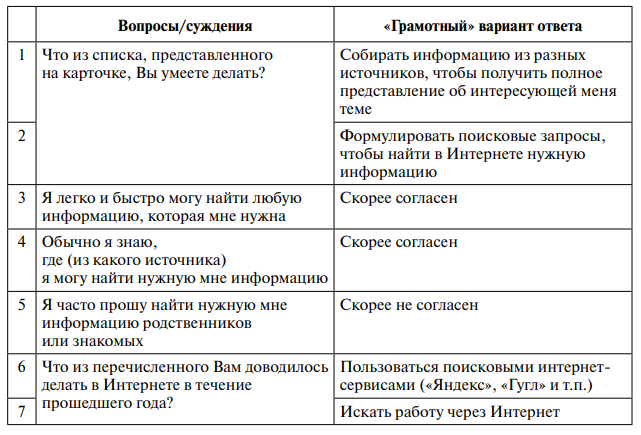 Вопросы/суждения
«Грамотный» вариант ответа
1
Что из списка, представленного
на карточке, Вы умеете делать?
Собирать информацию из разных
источников, чтобы получить полное
представление об интересующей меня
теме
2
Формулировать поисковые запросы,
чтобы найти в Интернете нужную
информацию
3
Я легко и быстро могу найти любую
информацию, которая мне нужна
Скорее согласен
4
Обычно я знаю,
где (из какого источника)
я могу найти нужную мне информацию
Скорее согласен
5
Я часто прошу найти нужную мне
информацию родственников
или знакомых
Скорее не согласен
6
Что из перечисленного Вам доводилось
делать в Интернете в течение
прошедшего года?
Пользоваться поисковыми интернет-
сервисами («Яндекс», «Гугл» и т.п.)
7
Искать работу через Интернет